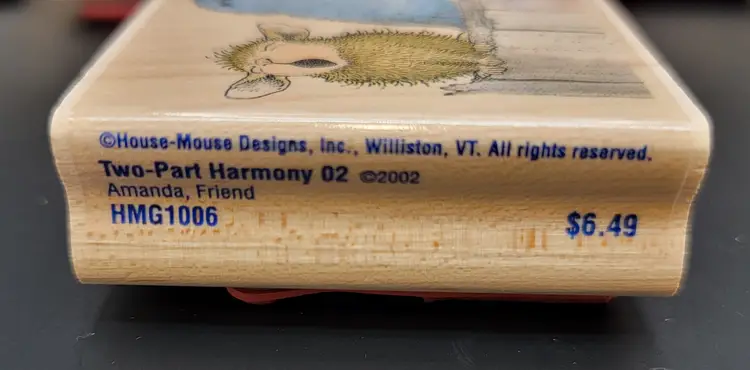 ©House-Mouse Designs, Inc., Williston, VT. All rights reserved.
Two-Part Harmony 02 ©2002
Amanda, Friend
HMG1006
$6.49